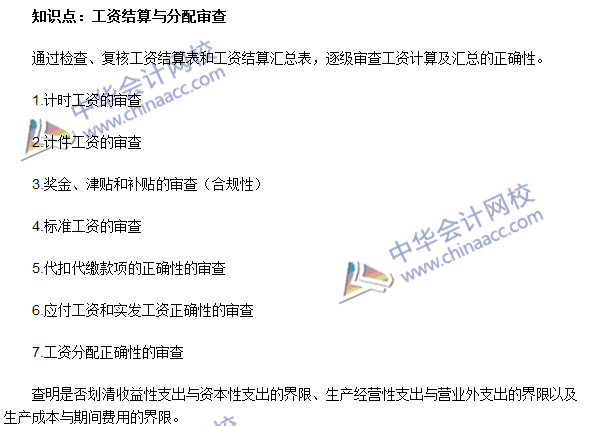 知识点：工资结算与分配审查
通过检查、复核工资结算表和工资结算汇总表，逐级审查工资计算及汇总的正确性。
1.计时工资的审查
中华会计网校
www.chinaacc.com
2.计件工资的审查
3.奖金、津贴和补贴的审查（合规性）
4.标准工资的审查
中华会计网校
www.chinaacc.com
5.代扣代缴款项的正确性的审查
6.应付工资和实发工资正确性的审查
7.工资分配正确性的审查
查明是否划清收益性支出与资本性支出的界限、生产经营性支出与营业外支出的界限以及
生产成本与期间费用的界限。